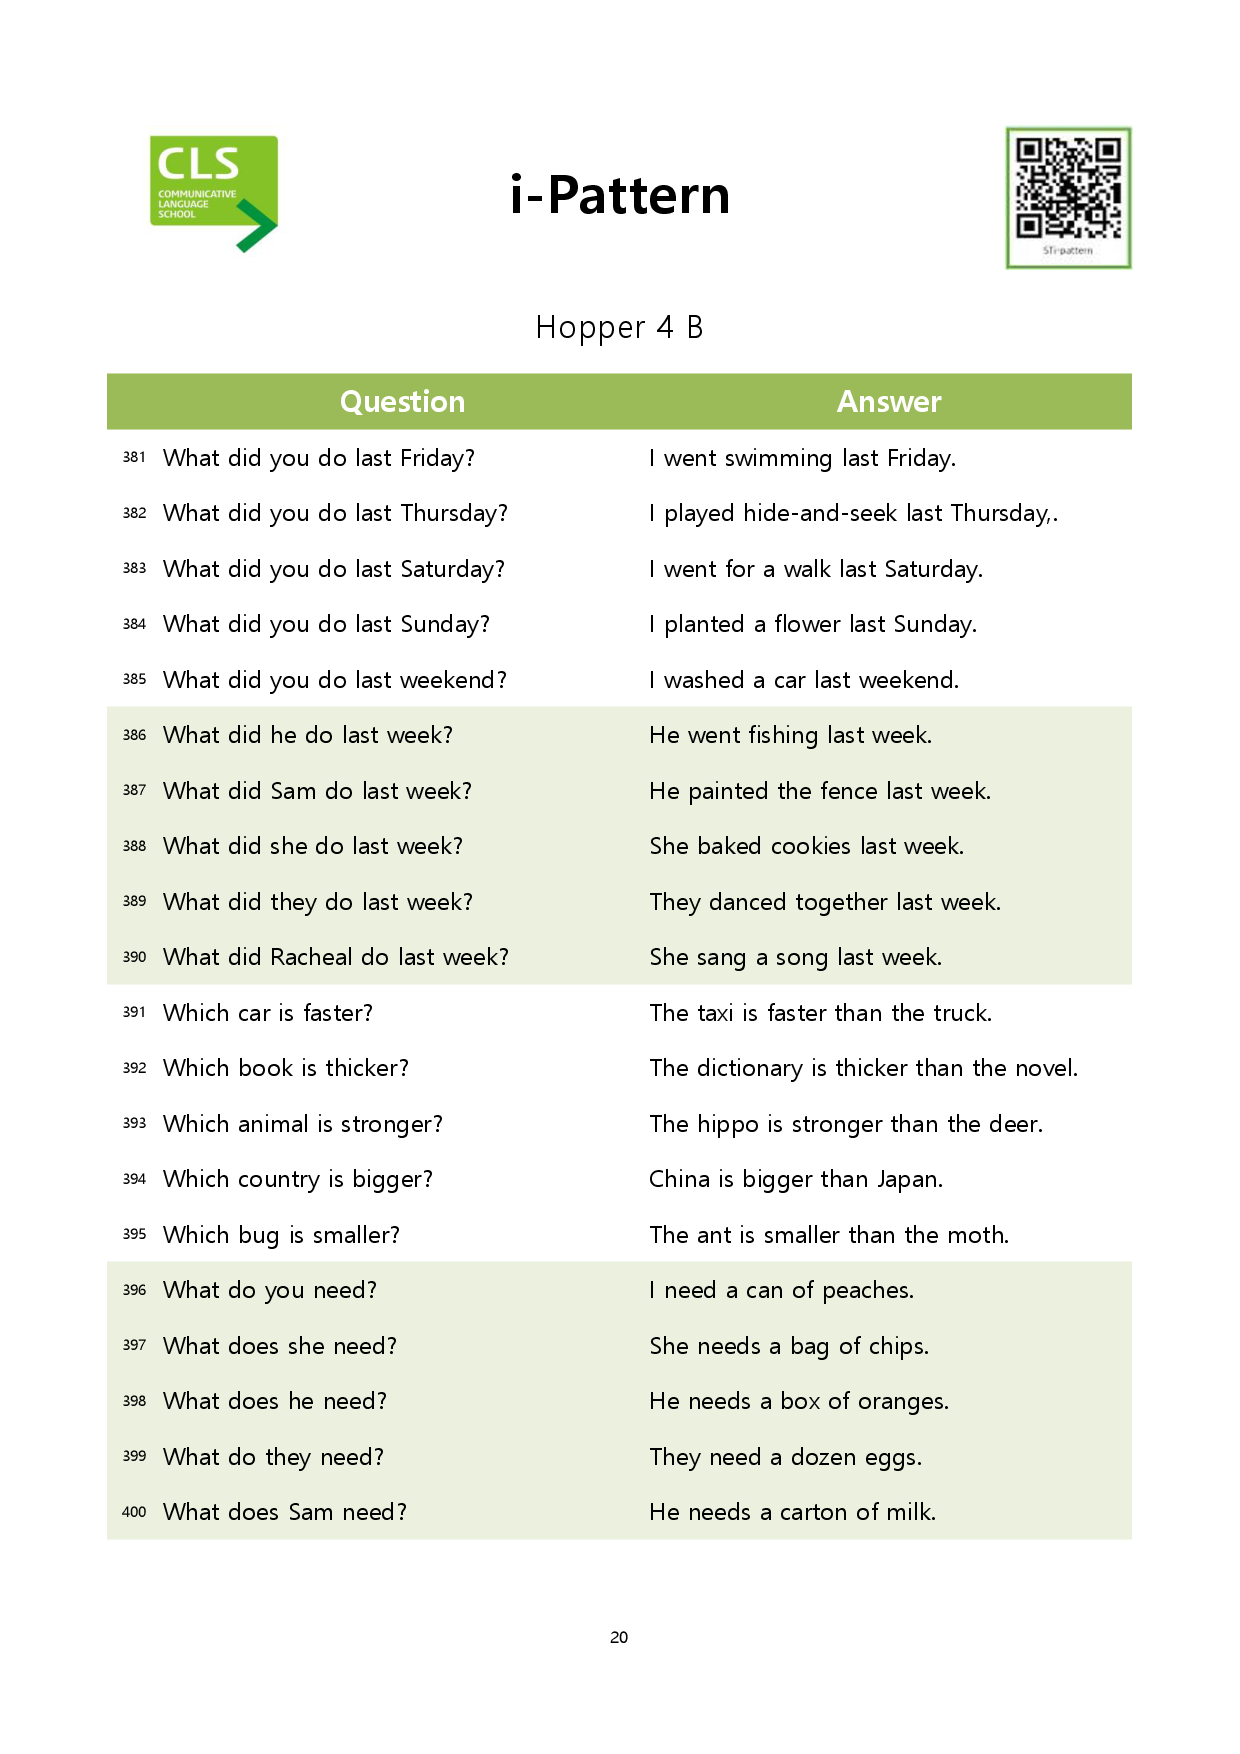 CLS
COMMUNICATIVE
LANGUAGE
SCHOOL
i-Pattern
STi-pattern
Hopper 4 B
Question Answer
381 What did you do last Friday? I went swimming last Friday.
382 What did you do last Thursday? I played hide-and-seek last Thursday,.
383 What did you do last Saturday? I went for a walk last Saturday.
384 What did you do last Sunday? I planted a flower last Sunday.
385 What did you do last weekend? I washed a car last weekend.
386 What did he do last week? He went fishing last week.
387 What did Sam do last week? He painted the fence last week.
388 What did she do last week? She baked cookies last week.
389 What did they do last week? They danced together last week.
390 What did Racheal do last week? She sang a song last week.
391 Which car is faster? The taxi is faster than the truck.
392 Which book is thicker? The dictionary is thicker than the novel.
393 Which animal is stronger? The hippo is stronger than the deer.
394 Which country is bigger? China is bigger than Japan.
395 Which bug is smaller? The ant is smaller than the moth.
396 What do you need? I need a can of peaches.
397 What does she need? She needs a bag of chips.
398 What does he need? He needs a box of oranges.
399 What do they need? They need a dozen eggs.
400 What does Sam need? He needs a carton of milk.
20